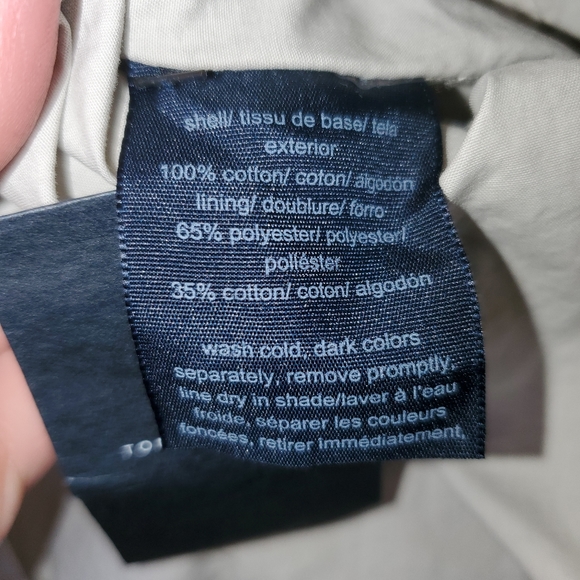 shell/ tissu de base/ tela
exterior
100% cotton/ coton/ algodon
lining/ doublure/ forro
65% polyester/ polyester/
poliéster
35% cotton/ coton/ algodón
wash cold, dark colors
separately, remove promptly,
line dry in shade/laver à l'eau
froide, séparer les couleurs
foncées, retirer immédiatement,